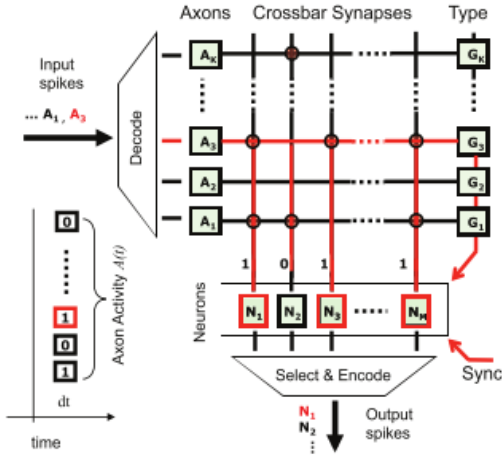 Axons Crossbar Synapses Type
Input
spikes
... A₁ , A₃
Decode
Aₖ Gₖ
A₃ G₃
A₂ G₂
A₁ G₁
0
1
0
1
Axon Activity A(t)
dt
time
1 0 1 1
Neurons
N₁ N₂ N₃ Nₘ
Sync
Select & Encode
N₁
N₂
Output
spikes